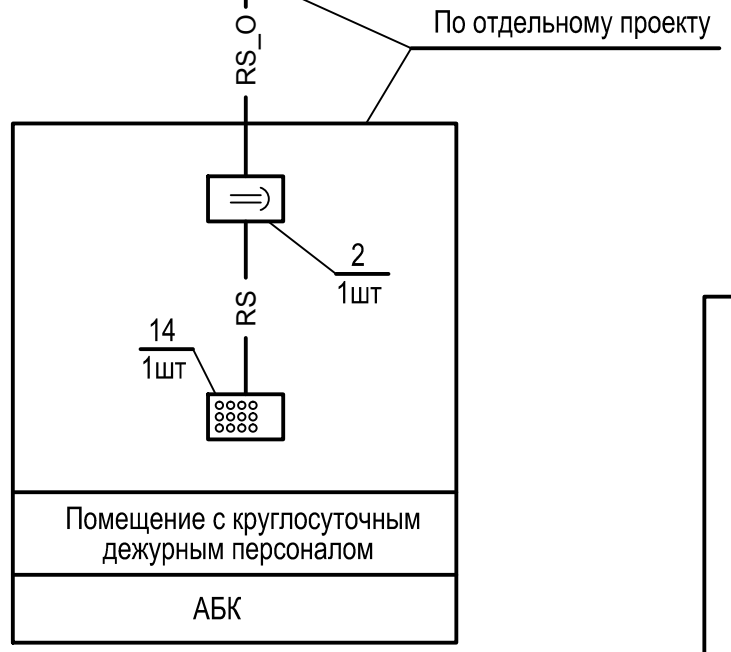 По отдельному проекту
RS_O
2
1шт
RS
14
1шт
Помещение с круглосуточным
дежурным персоналом
АБК